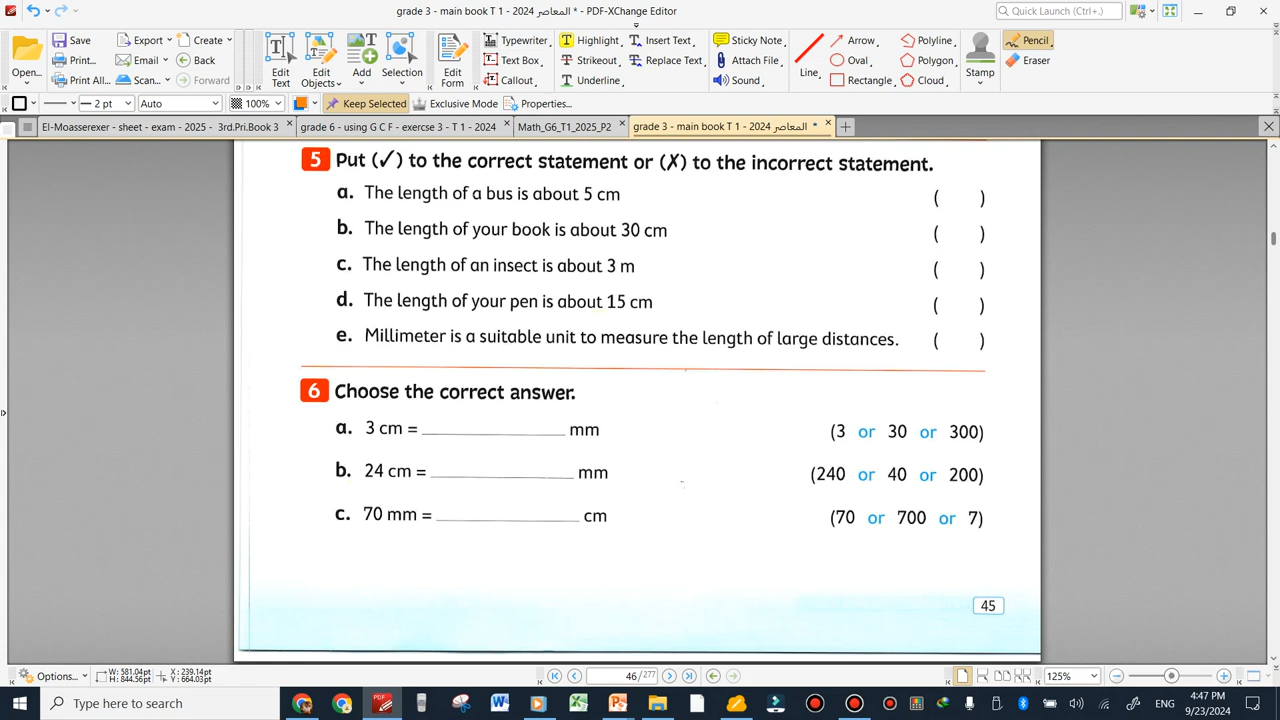 grade 3 - main book T 1 - 2024 المعاصر * - PDF-XChange Editor
Quick Launch (Ctrl+.)
Open...
Save
Print...
Print All...
Export
Email
Scan...
Create
Back
Forward
Edit Text
Edit Objects
Add
Selection
Edit Form
Typewriter
Text Box
Callout
Highlight
Strikeout
Underline
Insert Text
Replace Text
Sticky Note
Attach File
Sound
Line
Arrow
Oval
Rectangle
Polyline
Polygon
Cloud
Stamp
Pencil
Eraser
2 pt
Auto
100%
Keep Selected
Exclusive Mode
Properties...
El-Moasserexer - sheet - exam - 2025 - 3rd.Pri.Book 3
grade 6 - using G C F - exercse 3 - T 1 - 2024
Math_G6_T1_2025_P2
grade 3 - main book T 1 - 2024 المعاصر *
5 Put (✓) to the correct statement or (✗) to the incorrect statement.
a. The length of a bus is about 5 cm ( )
b. The length of your book is about 30 cm ( )
c. The length of an insect is about 3 m ( )
d. The length of your pen is about 15 cm ( )
e. Millimeter is a suitable unit to measure the length of large distances. ( )
6 Choose the correct answer.
a. 3 cm = ____________ mm (3 or 30 or 300)
b. 24 cm = ____________ mm (240 or 40 or 200)
c. 70 mm = ____________ cm (70 or 700 or 7)
45
Options...
W: 581.04pt
H: 844.56pt
X: 239.14pt
Y: 664.03pt
46 /277
125%
Type here to search
ENG
4:47 PM
9/23/2024